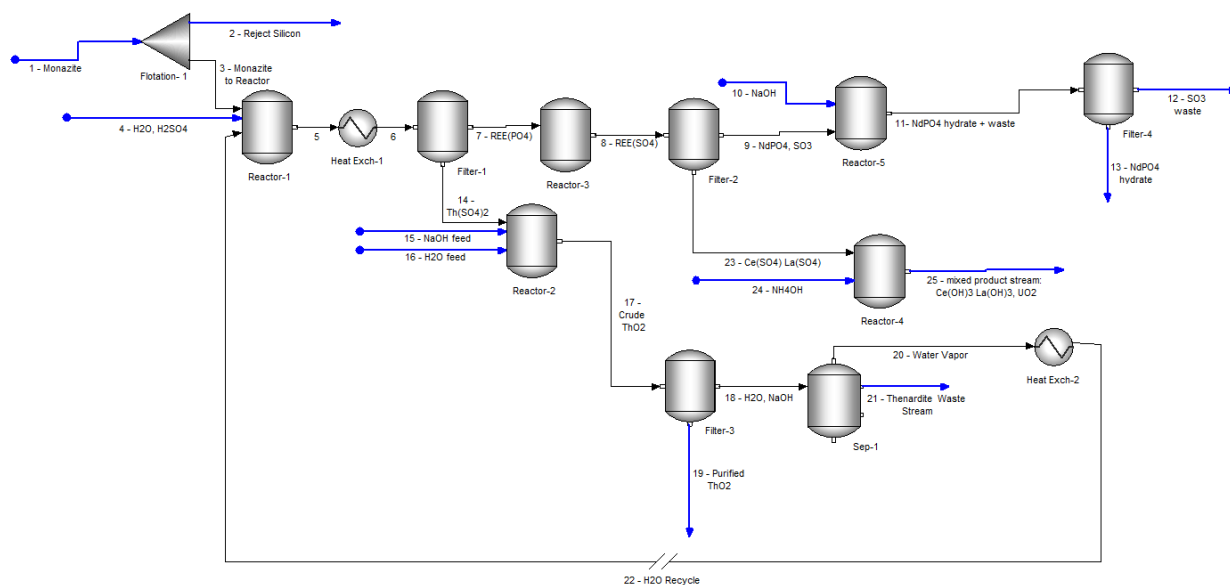 2 - Reject Silicon
1 - Monazite
Flotation- 1
3 - Monazite
to Reactor
4 - H2O, H2SO4
Reactor-1
5
Heat Exch-1
6
Filter-1
7 - REE(PO4)
Reactor-3
8 - REE(SO4)
Filter-2
9 - NdPO4, SO3
10 - NaOH
Reactor-5
11- NdPO4 hydrate + waste
Filter-4
12 - SO3
waste
13 - NdPO4
hydrate
14 -
Th(SO4)2
15 - NaOH feed
16 - H2O feed
Reactor-2
17 -
Crude
ThO2
23 - Ce(SO4) La(SO4)
24 - NH4OH
Reactor-4
25 - mixed product stream:
Ce(OH)3 La(OH)3, UO2
Filter-3
18 - H2O, NaOH
19 - Purified
ThO2
20 - Water Vapor
Heat Exch-2
21 - Thenardite Waste
Stream
Sep-1
22 - H2O Recycle